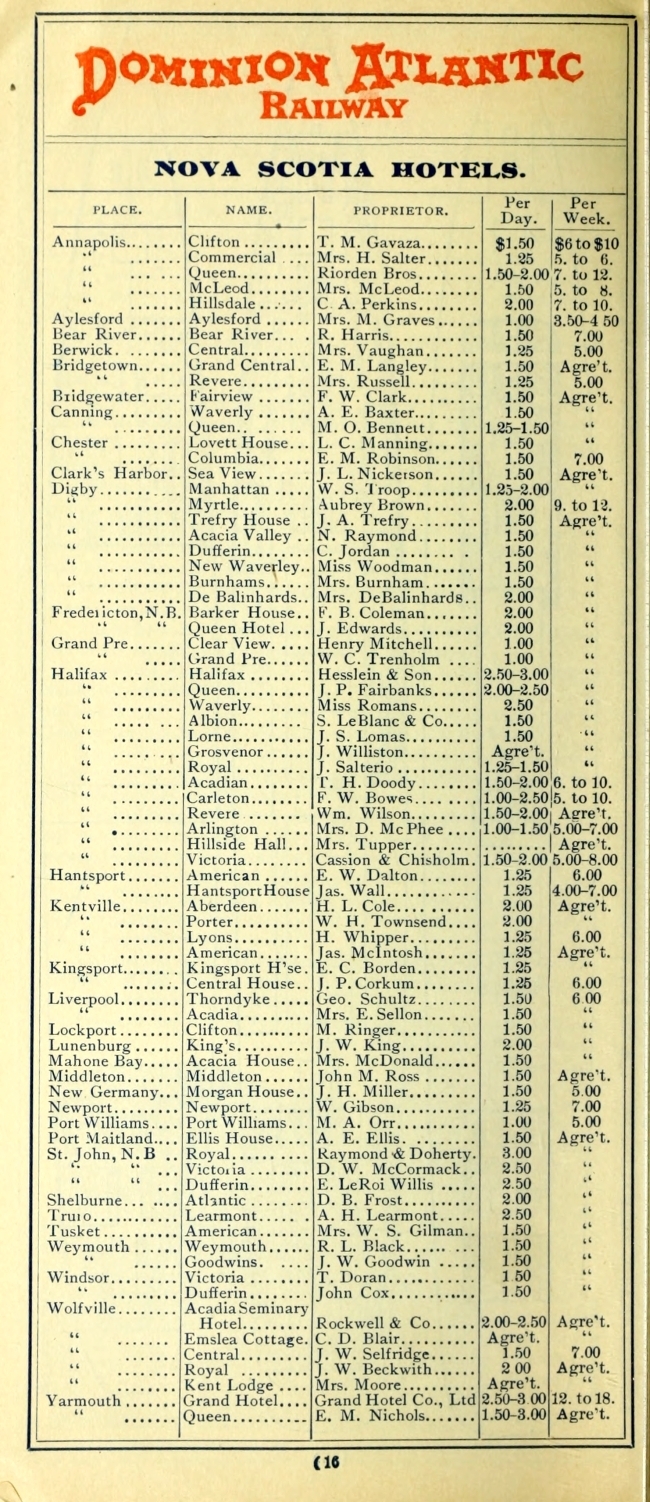 DOMINION ATLANTIC
RAILWAY
NOVA SCOTIA HOTELS.
PLACE. NAME. PROPRIETOR. Per Day. Per Week.
Annapolis........ Clifton ......... T. M. Gavaza........ $1.50 $6 to $10
“ ....... Commercial .... Mrs. H. Salter....... 1.25 5. to 6.
“ ....... Queen........... Riorden Bros........ 1.50-2.00 7. to 12.
“ ....... McLeod......... Mrs. McLeod........ 1.50 5. to 8.
“ ....... Hillsdale ....... C. A. Perkins........ 2.00 7. to 10.
Aylesford ....... Aylesford ....... Mrs. M. Graves...... 1.00 3.50-4 50
Bear River...... Bear River.... . R. Harris............ 1.50 7.00
Berwick. ........ Central.......... Mrs. Vaughan........ 1.25 5.00
Bridgetown...... Grand Central.. E. M. Langley....... 1.50 Agre't.
“ ..... Revere.......... Mrs. Russell......... 1.25 5.00
Bridgewater..... Fairview ........ F. W. Clark.......... 1.50 Agre't.
Canning......... Waverly ........ A. E. Baxter......... 1.50 “
“ ........ Queen.. ...... M. O. Bennett....... 1.25-1.50
Chester ......... Lovett House... L. C. Manning....... 1.50 “
“ ........ Columbia....... E. M. Robinson...... 1.50 7.00
Clark's Harbor.. Sea View........ J. L. Nickerson...... 1.50 Agre't.
Digby........... Manhattan ...... W. S. Troop......... 1.25-2.00 “
“ .......... Myrtle.......... Aubrey Brown....... 2.00 9. to 12.
“ .......... Trefry House .. J. A. Trefry......... 1.50 Agre't.
“ .......... Acacia Valley .. N. Raymond........ 1.50 “
“ .......... Dufferin......... C. Jordan ........ . 1.50 “
“ .......... New Waverley.. Miss Woodman...... 1.50 “
“ .......... Burnhams....... Mrs. Burnham....... 1.50 “
“ .......... De Balinhards.. Mrs. DeBalinhards.. 2.00 “
Fredericton, N.B. Barker House.. F. B. Coleman....... 2.00 “
“ “ Queen Hotel ... J. Edwards.......... 2.00 “
Grand Pre....... Clear View. .... Henry Mitchell...... 1.00 “
“ ..... Grand Pre...... W. C. Trenholm .... 1.00 “
Halifax ......... Halifax ......... Hesslein & Son...... 2.50-3.00 “
“ ......... Queen........... J. P. Fairbanks...... 2.00-2.50 “
“ ......... Waverly......... Miss Romans........ 2.50 “
“ ......... Albion.......... S. LeBlanc & Co..... 1.50 “
“ ......... Lorne........... J. S. Lomas.......... 1.50 “
“ ......... Grosvenor ...... J. Williston.......... Agre't. “
“ ......... Royal .......... J. Salterio ........... 1.25-1.50 “
“ ......... Acadian ........ T. H. Doody......... 1.50-2.00 6. to 10.
“ ......... Carleton ........ F. W. Bowes........ 1.00-2.50 5. to 10.
“ ......... Revere ......... Wm. Wilson......... 1.50-2.00 Agre't.
“ ......... Arlington ...... Mrs. D. McPhee .... 1.00-1.50 5.00-7.00
“ ......... Hillside Hall.... Mrs. Tupper......... ......... Agre't.
“ ......... Victoria........ Cassion & Chisholm. 1.50-2.00 5.00-8.00
Hantsport....... American ....... E. W. Dalton........ 1.25 6.00
“ ....... HantsportHouse Jas. Wall............ 1.25 4.00-7.00
Kentville........ Aberdeen........ H. L. Cole.......... 2.00 Agre't.
“ ........ Porter........... W. H. Townsend.... 2.00 “
“ ........ Lyons........... H. Whipper.......... 1.25 6.00
“ ........ American....... Jas. McIntosh....... 1.25 Agre't.
Kingsport....... Kingsport H'se. E. C. Borden........ 1.25 “
“ ....... Central House.. J. P. Corkum........ 1.25 6.00
Liverpool........ Thorndyke...... Geo. Schultz......... 1.50 6 00
“ ........ Acadia.......... Mrs. E. Sellon....... 1.50 “
Lockport ........ Clifton.......... M. Ringer........... 1.50 “
Lunenburg ...... King's.......... J. W. King.......... 2.00 “
Mahone Bay..... Acacia House.. Mrs. McDonald...... 1.50 “
Middleton....... Middleton....... John M. Ross ....... 1.50 Agre't.
New Germany... Morgan House.. J. H. Miller.......... 1.50 5.00
Newport......... Newport........ W. Gibson........... 1.25 7.00
Port Williams.... Port Williams... M. A. Orr........... 1.00 5.00
Port Maitland.... Ellis House..... A. E. Ellis. ......... 1.50 Agre't.
St. John, N.B .. Royal.......... Raymond & Doherty. 3.00 “
“ “ .. Victoria ........ D. W. McCormack.. 2.50 “
“ “ .. Dufferin......... E. LeRoi Willis ..... 2.50 “
Shelburne... .... Atlantic ........ D. B. Frost.......... 2.00 “
Truro............ Learmont....... A. H. Learmont..... 2.50 “
Tusket.......... American....... Mrs. W. S. Gilman.. 1.50 “
Weymouth ...... Weymouth...... R. L. Black......... 1.50 “
“ ...... Goodwins. .... J. W. Goodwin ..... 1.50 “
Windsor......... Victoria ........ T. Doran............ 1 50 “
“ ......... Dufferin......... John Cox............ 1.50 “
Wolfville........ Acadia Seminary
Hotel......... Rockwell & Co...... 2.00-2.50 Agre't.
“ ....... Emslea Cottage. C. D. Blair.......... Agre't. “
“ ....... Central.......... J. W. Selfridge...... 1.50 7.00
“ ....... Royal .......... J. W. Beckwith...... 2 00 Agre't.
“ ....... Kent Lodge .... Mrs. Moore......... Agre't. “
Yarmouth ....... Grand Hotel.... Grand Hotel Co., Ltd 2.50-3.00 12. to 18.
“ ....... Queen.......... E. M. Nichols....... 1.50-3.00 Agre't.
(16